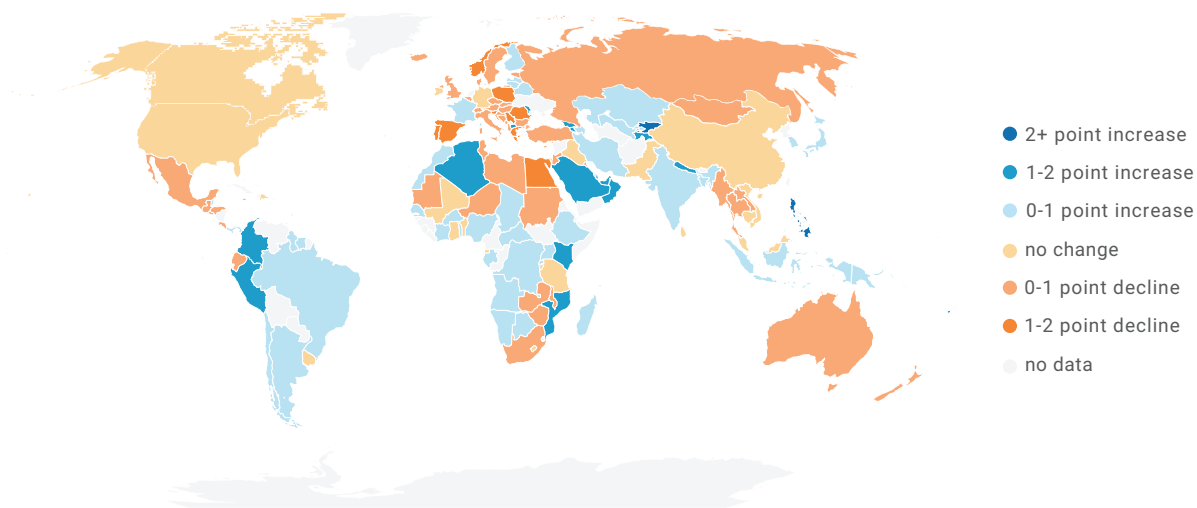 2+ point increase
1-2 point increase
0-1 point increase
no change
0-1 point decline
1-2 point decline
no data